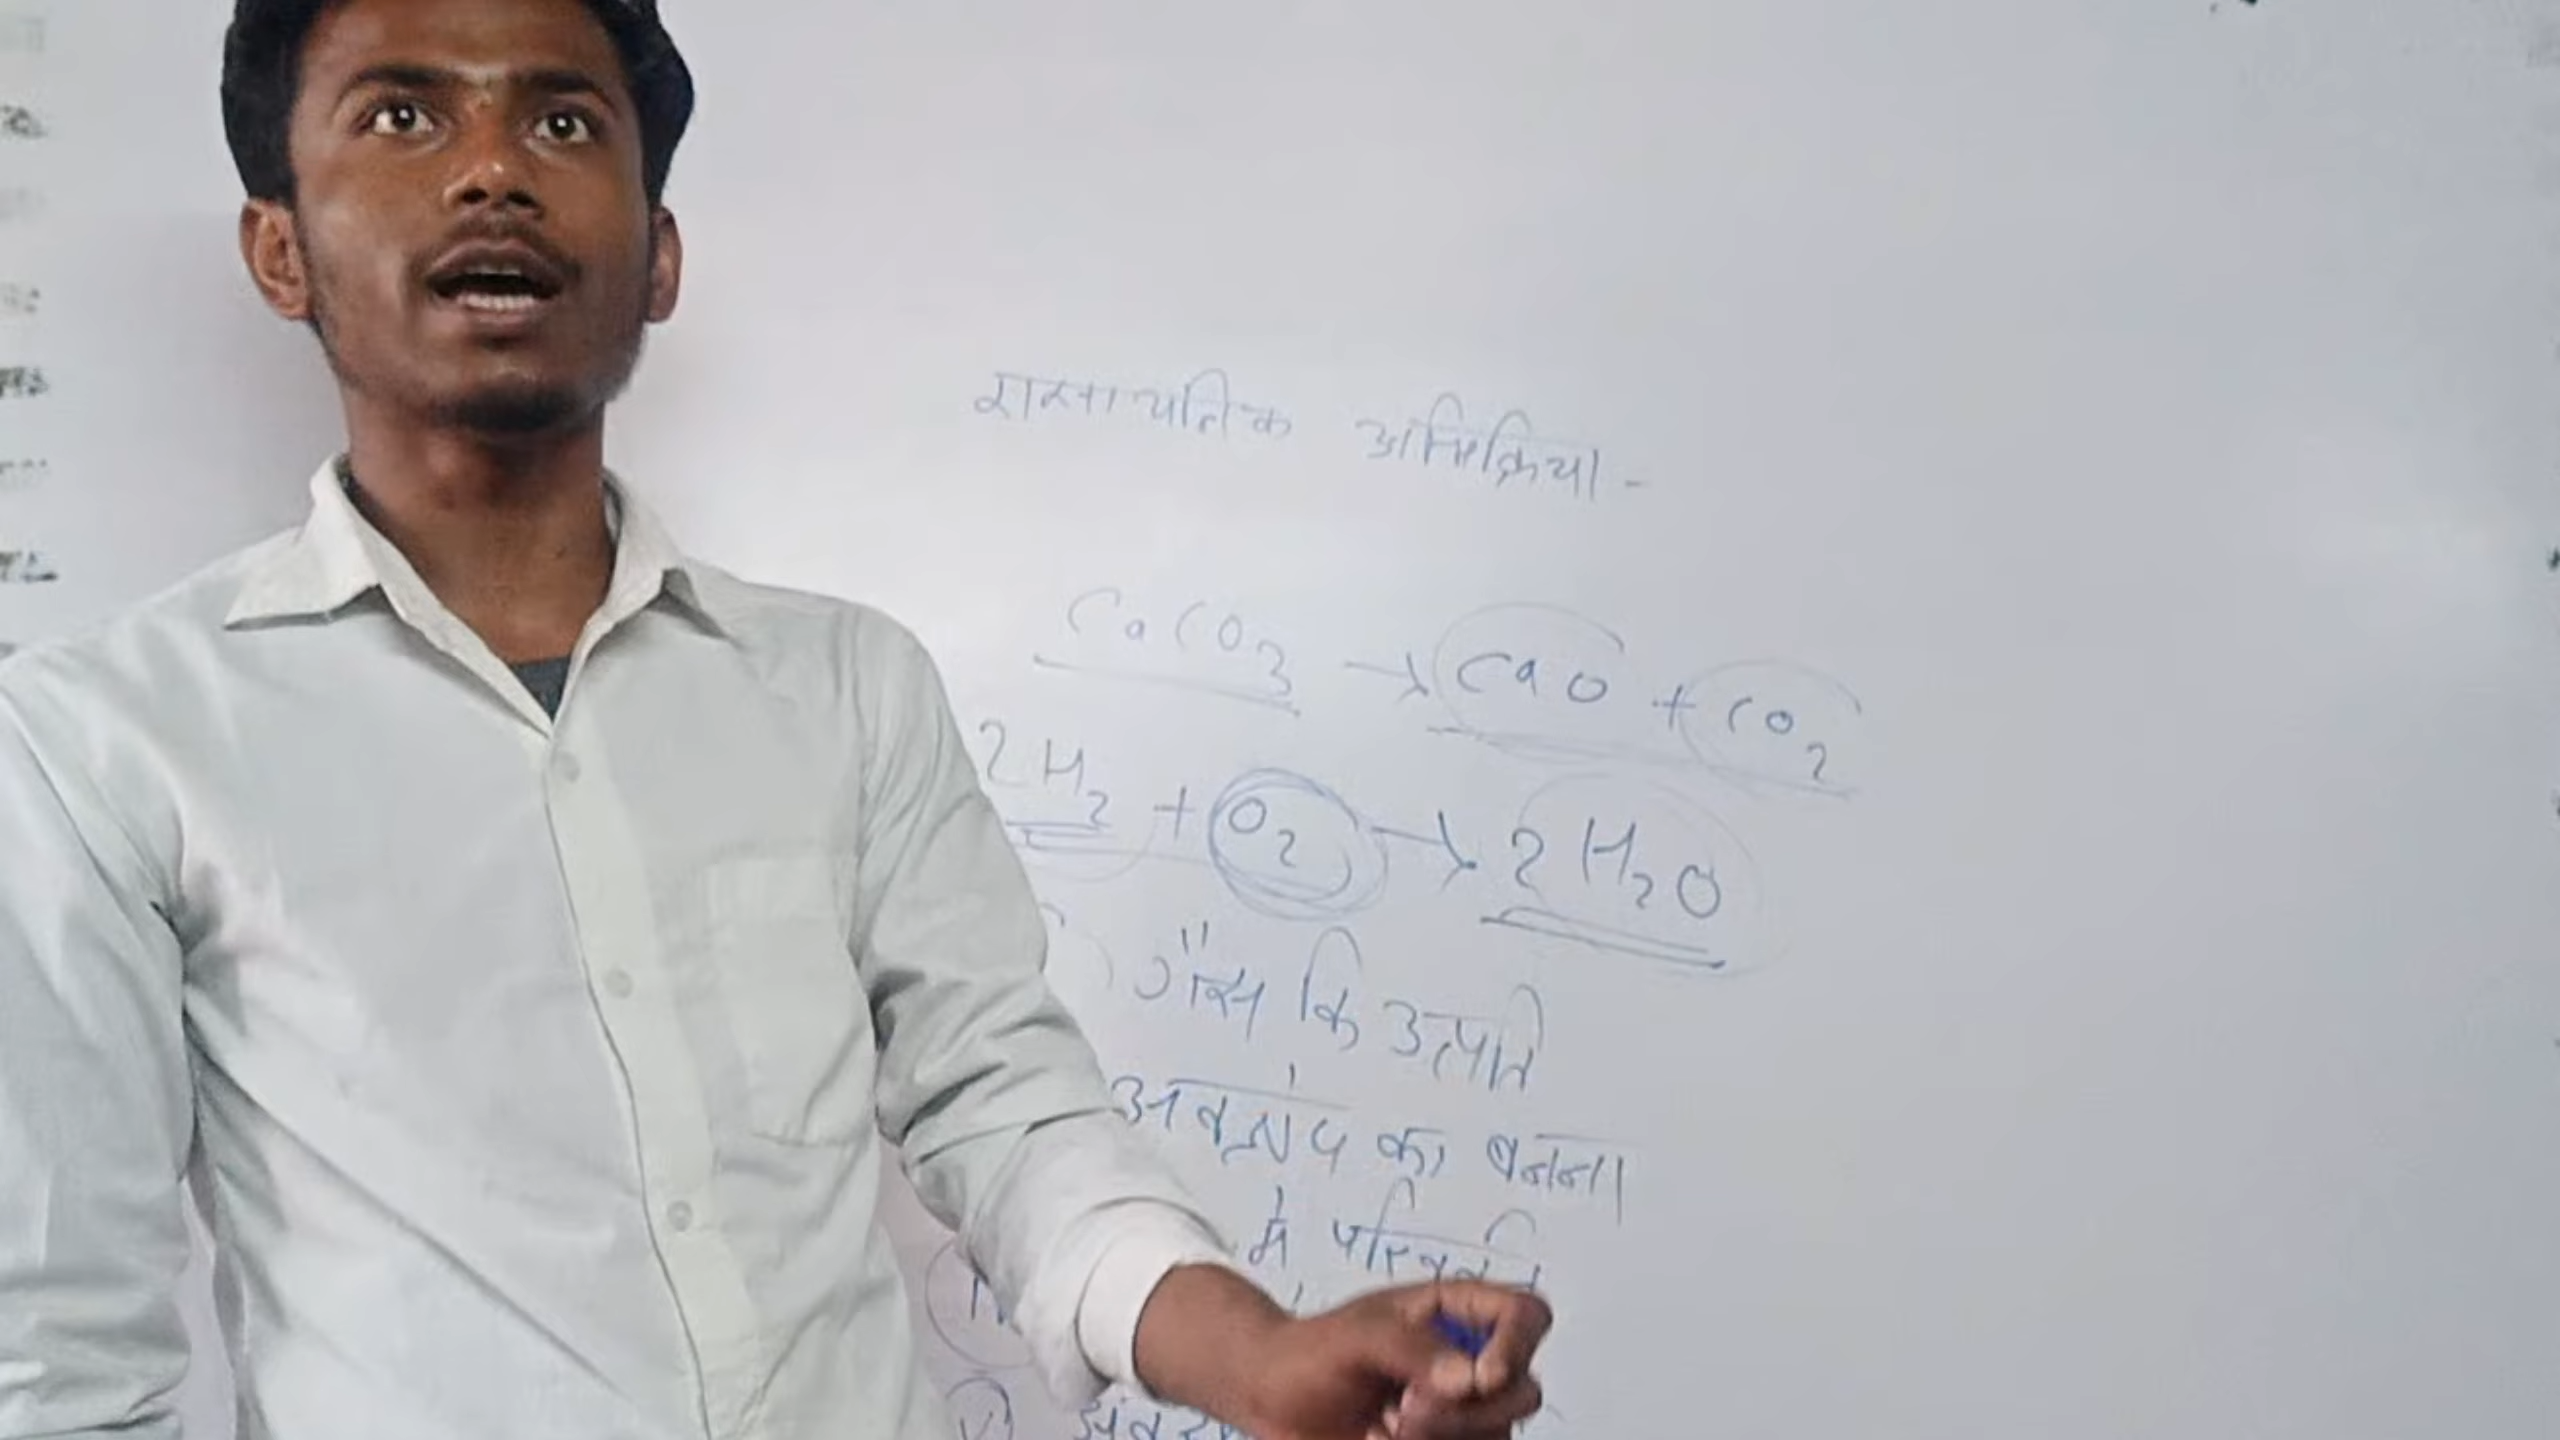 रासायनिक अभिक्रिया -
CaCO₃ → CaO + CO₂
2H₂ + O₂ → 2H₂O
गैस कि उत्पति
अवक्षेप का बनना
में परिवर्तन